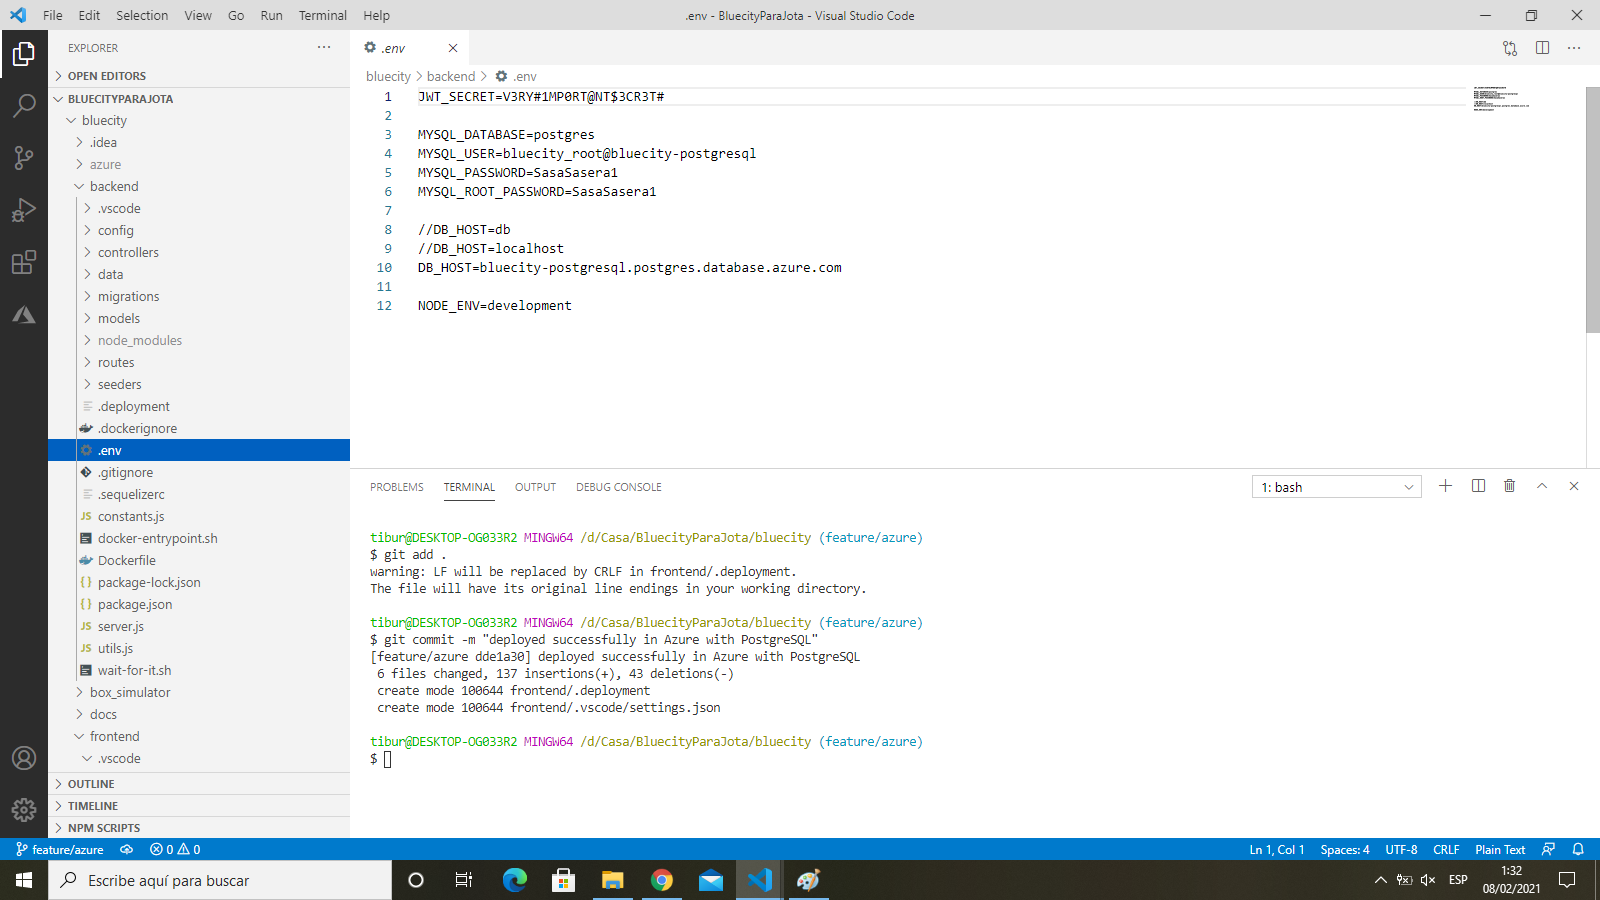 File Edit Selection View Go Run Terminal Help
.env - BluecityParaJota - Visual Studio Code
EXPLORER
OPEN EDITORS
BLUECITYPARAJOTA
bluecity
.idea
azure
backend
.vscode
config
controllers
data
migrations
models
node_modules
routes
seeders
.deployment
.dockerignore
.env
.gitignore
.sequelizerc
JS constants.js
docker-entrypoint.sh
Dockerfile
{} package-lock.json
{} package.json
JS server.js
JS utils.js
wait-for-it.sh
box_simulator
docs
frontend
.vscode
OUTLINE
TIMELINE
NPM SCRIPTS
.env
bluecity > backend > .env
1 JWT_SECRET=V3RY#1MP0RT@NT$3CR3T#
2
3 MYSQL_DATABASE=postgres
4 MYSQL_USER=bluecity_root@bluecity-postgresql
5 MYSQL_PASSWORD=SasaSasera1
6 MYSQL_ROOT_PASSWORD=SasaSasera1
7
8 //DB_HOST=db
9 //DB_HOST=localhost
10 DB_HOST=bluecity-postgresql.postgres.database.azure.com
11
12 NODE_ENV=development
PROBLEMS TERMINAL OUTPUT DEBUG CONSOLE
1: bash
tibur@DESKTOP-OG033R2 MINGW64 /d/Casa/BluecityParaJota/bluecity (feature/azure)
$ git add .
warning: LF will be replaced by CRLF in frontend/.deployment.
The file will have its original line endings in your working directory.
tibur@DESKTOP-OG033R2 MINGW64 /d/Casa/BluecityParaJota/bluecity (feature/azure)
$ git commit -m "deployed successfully in Azure with PostgreSQL"
[feature/azure dde1a30] deployed successfully in Azure with PostgreSQL
6 files changed, 137 insertions(+), 43 deletions(-)
create mode 100644 frontend/.deployment
create mode 100644 frontend/.vscode/settings.json
tibur@DESKTOP-OG033R2 MINGW64 /d/Casa/BluecityParaJota/bluecity (feature/azure)
$
feature/azure 0 0
Ln 1, Col 1 Spaces: 4 UTF-8 CRLF Plain Text
Escribe aquí para buscar
ESP
1:32
08/02/2021